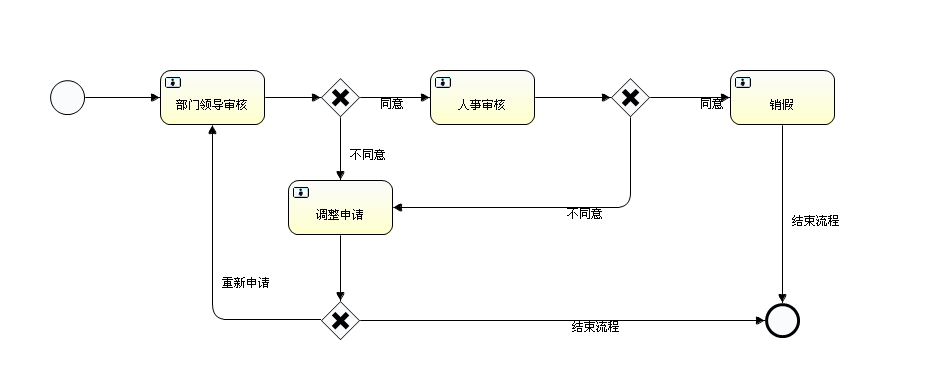 部门领导审核
同意
人事审核
同意
销假
不同意
调整申请
不同意
结束流程
重新申请
结束流程